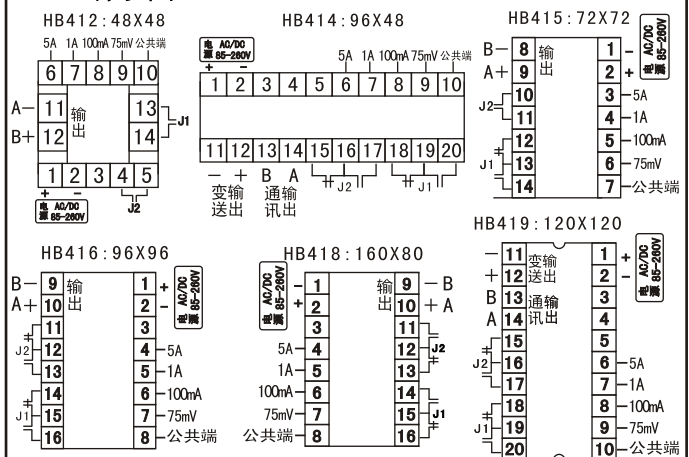 HB412:48X48
5A 1A 100mA 75mV 公共端
6 7 8 9 10
A- 11 输出 13
B+ 12 14 J1
1 2 3 4 5
+ -
电源 AC/DC 85-260V
J2
HB414:96X48
电源 AC/DC 85-260V
+ -
5A 1A 100mA 75mV 公共端
1 2 3 4 5 6 7 8 9 10
11 12 13 14 15 16 17 18 19 20
- + B A J2 J1
变输 通输
送出 讯出
HB415:72X72
电源 AC/DC 85-260V
B- 8 输出 1 -
A+ 9 2 +
J2 10 3 5A
11 4 1A
12 5 100mA
J1 13 6 75mV
14 7 公共端
HB416:96X96
电源 AC/DC 85-260V
B- 9 输出 1 +
A+ 10 2 -
11 3
J2 12 4 5A
13 5 1A
14 6 100mA
J1 15 7 75mV
16 8 公共端
HB418:160X80
电源 AC/DC 85-260V
- 1 输出 9 -B
+ 2 10 +A
3 11
5A 4 12 J2
1A 5 13
100mA 6 14
75mV 7 15 J1
公共端 8 16
HB419:120X120
电源 AC/DC 85-260V
- 11 变输 1 +
+ 12 送出 2 -
B 13 通输 3
A 14 讯出 4
15 5
J2 16 6 5A
17 7 1A
18 8 100mA
J1 19 9 75mV
20 10 公共端